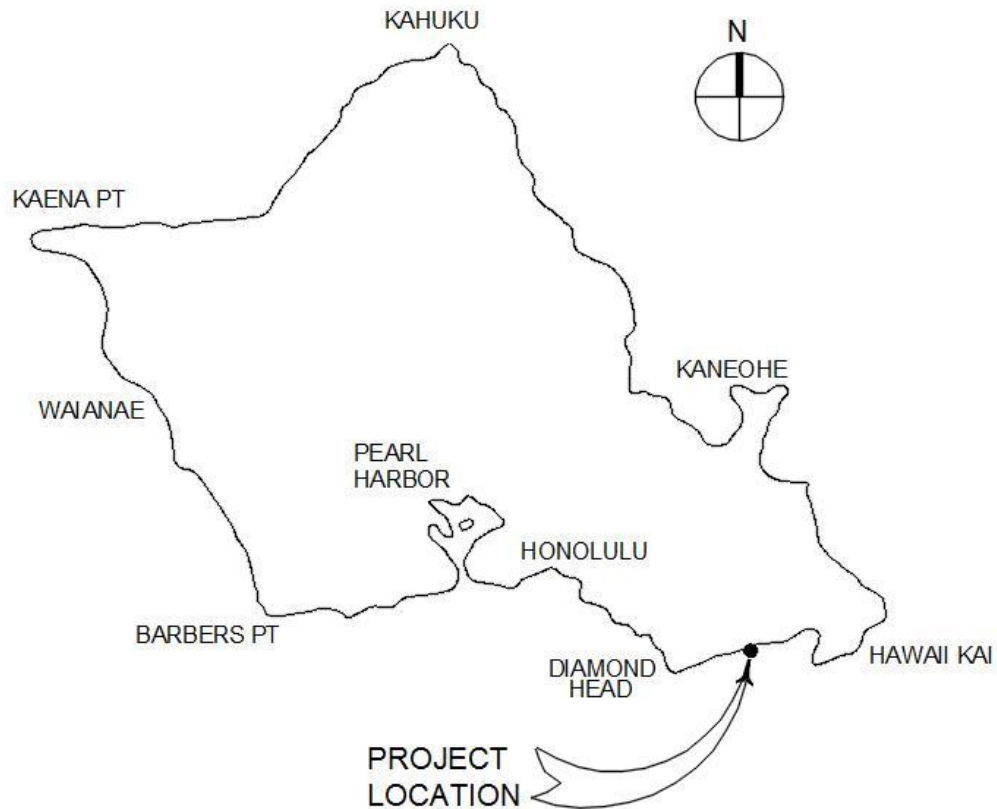 KAHUKU
N
KAENA PT
KANEOHE
WAIANAE
PEARL
HARBOR
HONOLULU
BARBERS PT
HAWAII KAI
DIAMOND
HEAD
PROJECT
LOCATION